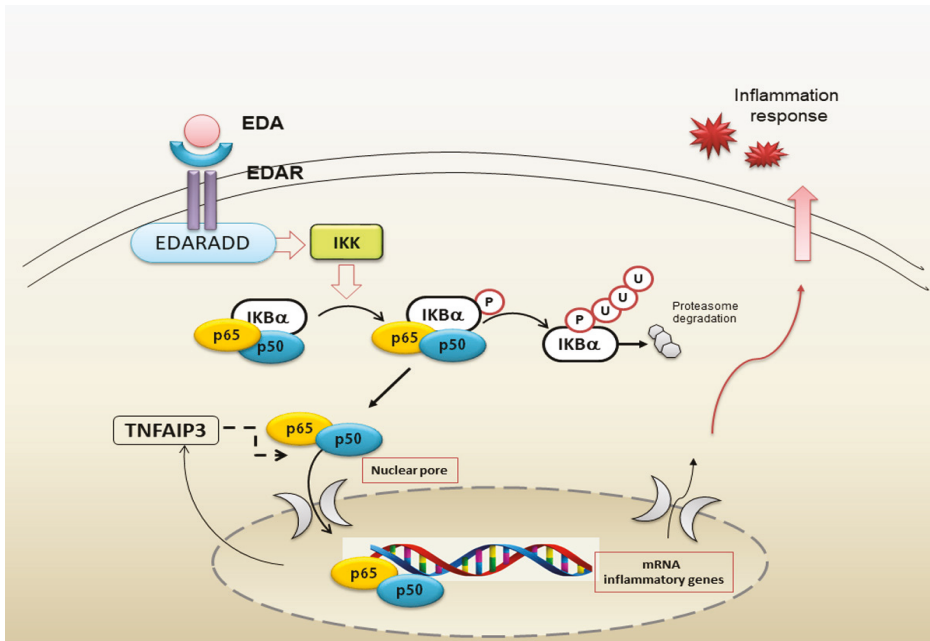 Inflammation
response
EDA
EDAR
EDARADD
IKK
IKBα
p65
p50
IKBα
P
p65
p50
P
U
U
U
IKBα
Proteasome
degradation
TNFAIP3
p65
p50
Nuclear pore
p65
p50
mRNA
inflammatory genes